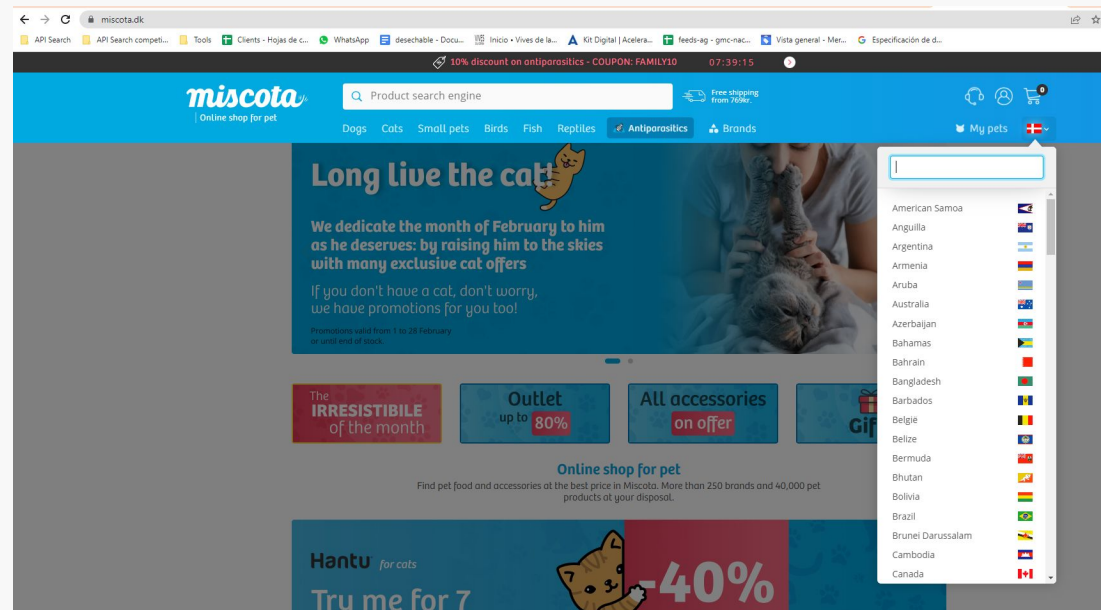 miscota.dk
API Search
API Search competi...
Tools
Clients - Hojas de c...
WhatsApp
desechable - Docu...
Inicio • Vives de la...
Kit Digital | Acelera...
feeds-ag - gmc-nac...
Vista general - Mer...
Especificación de d...
10% discount on antiparasitics - COUPON: FAMILY10
07:39:15
miscota
Online shop for pet
Product search engine
Free shipping
from 769kr.
0
Dogs
Cats
Small pets
Birds
Fish
Reptiles
Antiparasitics
Brands
My pets
Long live the cat!
We dedicate the month of February to him
as he deserves: by raising him to the skies
with many exclusive cat offers
If you don't have a cat, don't worry,
we have promotions for you too!
Promotions valid from 1 to 28 February
or until end of stock.
American Samoa
Anguilla
Argentina
Armenia
Aruba
Australia
Azerbaijan
Bahamas
Bahrain
Bangladesh
Barbados
België
Belize
Bermuda
Bhutan
Bolivia
Brazil
Brunei Darussalam
Cambodia
Canada
The
IRRESISTIBILE
of the month
Outlet
up to 80%
All accessories
on offer
Gif
Online shop for pet
Find pet food and accessories at the best price in Miscota. More than 250 brands and 40,000 pet
products at your disposal.
Hantu for cats
Try me for 7
-40%